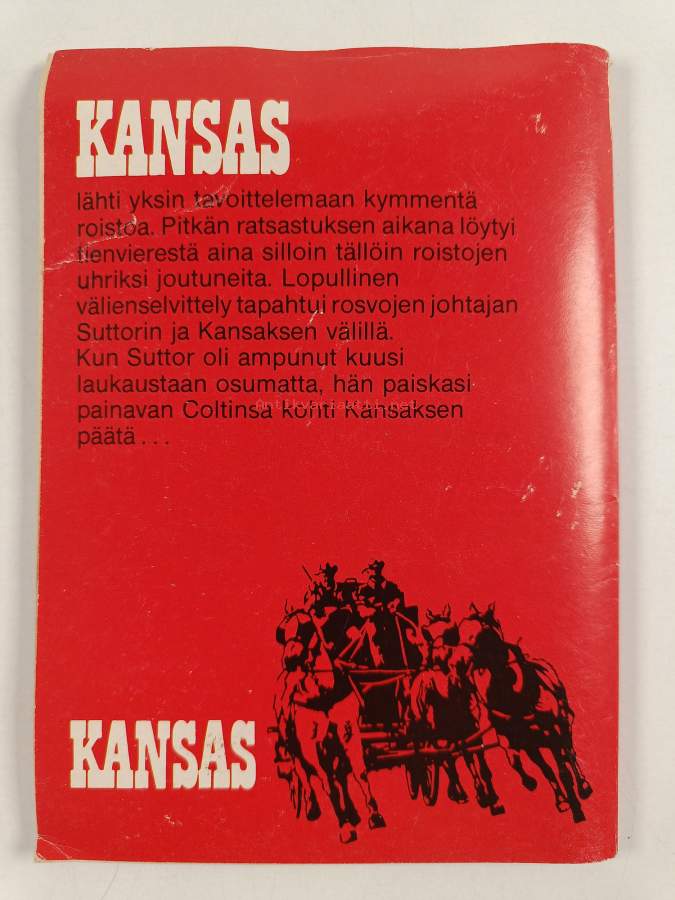 KANSAS
lähti yksin tavoittelemaan kymmentä
roistoa. Pitkän ratsastuksen aikana löytyi
tienvierestä aina silloin tällöin roistojen
uhriksi joutuneita. Lopullinen
välienselvittely tapahtui rosvojen johtajan
Suttorin ja Kansaksen välillä.
Kun Suttor oli ampunut kuusi
laukaustaan osumatta, hän paiskasi
painavan Coltinsa kohti Kansaksen
päätä...
Antikvariaatti.net
KANSAS